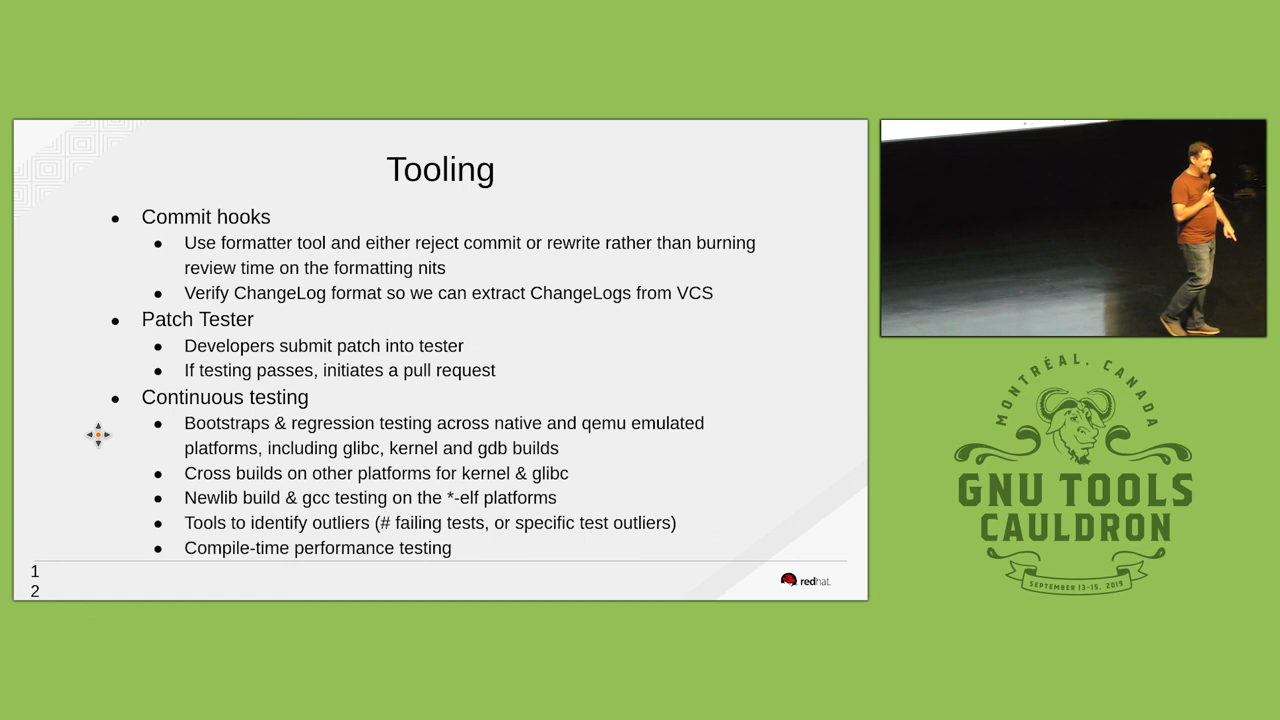 Tooling
● Commit hooks
● Use formatter tool and either reject commit or rewrite rather than burning
review time on the formatting nits
● Verify ChangeLog format so we can extract ChangeLogs from VCS
● Patch Tester
● Developers submit patch into tester
● If testing passes, initiates a pull request
● Continuous testing
● Bootstraps & regression testing across native and qemu emulated
platforms, including glibc, kernel and gdb builds
● Cross builds on other platforms for kernel & glibc
● Newlib build & gcc testing on the *-elf platforms
● Tools to identify outliers (# failing tests, or specific test outliers)
● Compile-time performance testing
1
2
redhat.
MONTRÉAL, CANADA
GNU TOOLS
CAULDRON
SEPTEMBER 13-15, 2019